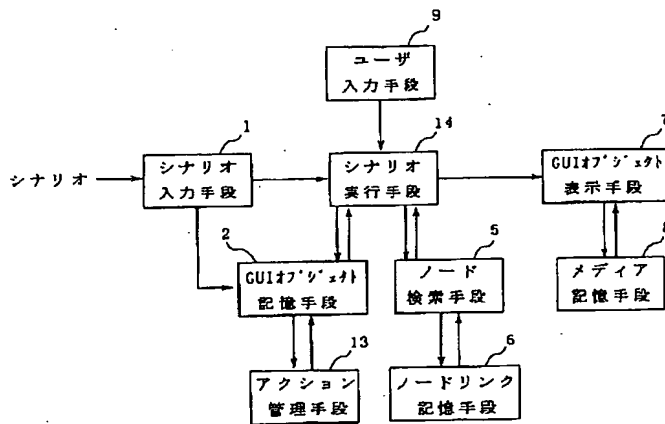 9
ユーザ
入力手段
1
14
7
シナリオ
シナリオ
入力手段
シナリオ
実行手段
GUIオブジェクト
表示手段
2
5
8
GUIオブジェクト
記憶手段
ノード
検索手段
メディア
記憶手段
13
6
アクション
管理手段
ノードリンク
記憶手段